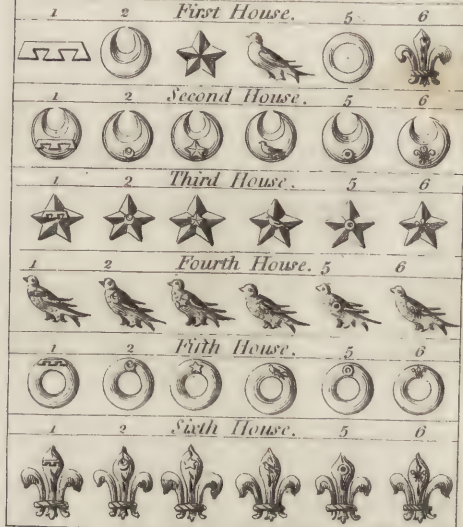 1 2 First House. 5 6
1 2 Second House. 5 6
1 2 Third House. 5 6
1 2 Fourth House. 5 6
1 2 Fifth House. 5 6
1 2 Sixth House. 5 6